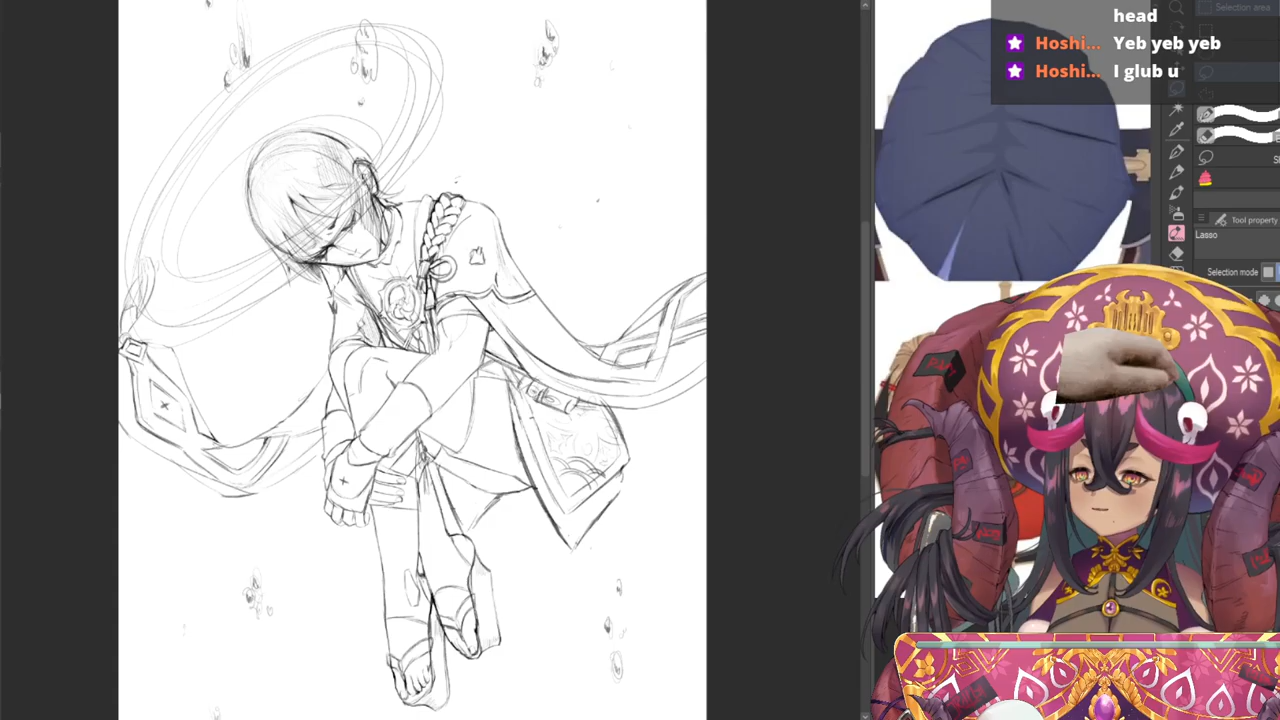 head
Hoshi... Yeb yeb yeb
Hoshi... I glub u
Selection area
Tool property
Lasso
Selection mode